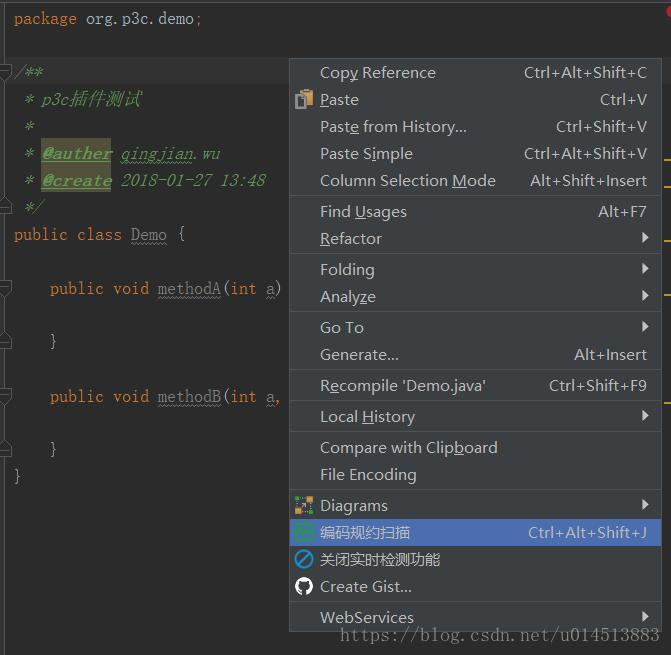 package org.p3c.demo;
/**
* p3c插件测试
*
* @auther qingjian.wu
* @create 2018-01-27 13:48
*/
public class Demo {
public void methodA(int a)
}
public void methodB(int a,
}
}
Copy Reference Ctrl+Alt+Shift+C
Paste Ctrl+V
Paste from History... Ctrl+Shift+V
Paste Simple Ctrl+Alt+Shift+V
Column Selection Mode Alt+Shift+Insert
Find Usages Alt+F7
Refactor
Folding
Analyze
Go To
Generate... Alt+Insert
Recompile 'Demo.java' Ctrl+Shift+F9
Local History
Compare with Clipboard
File Encoding
Diagrams
编码规约扫描 Ctrl+Alt+Shift+J
关闭实时检测功能
Create Gist...
WebServices
https://blog.csdn.net/u014513883